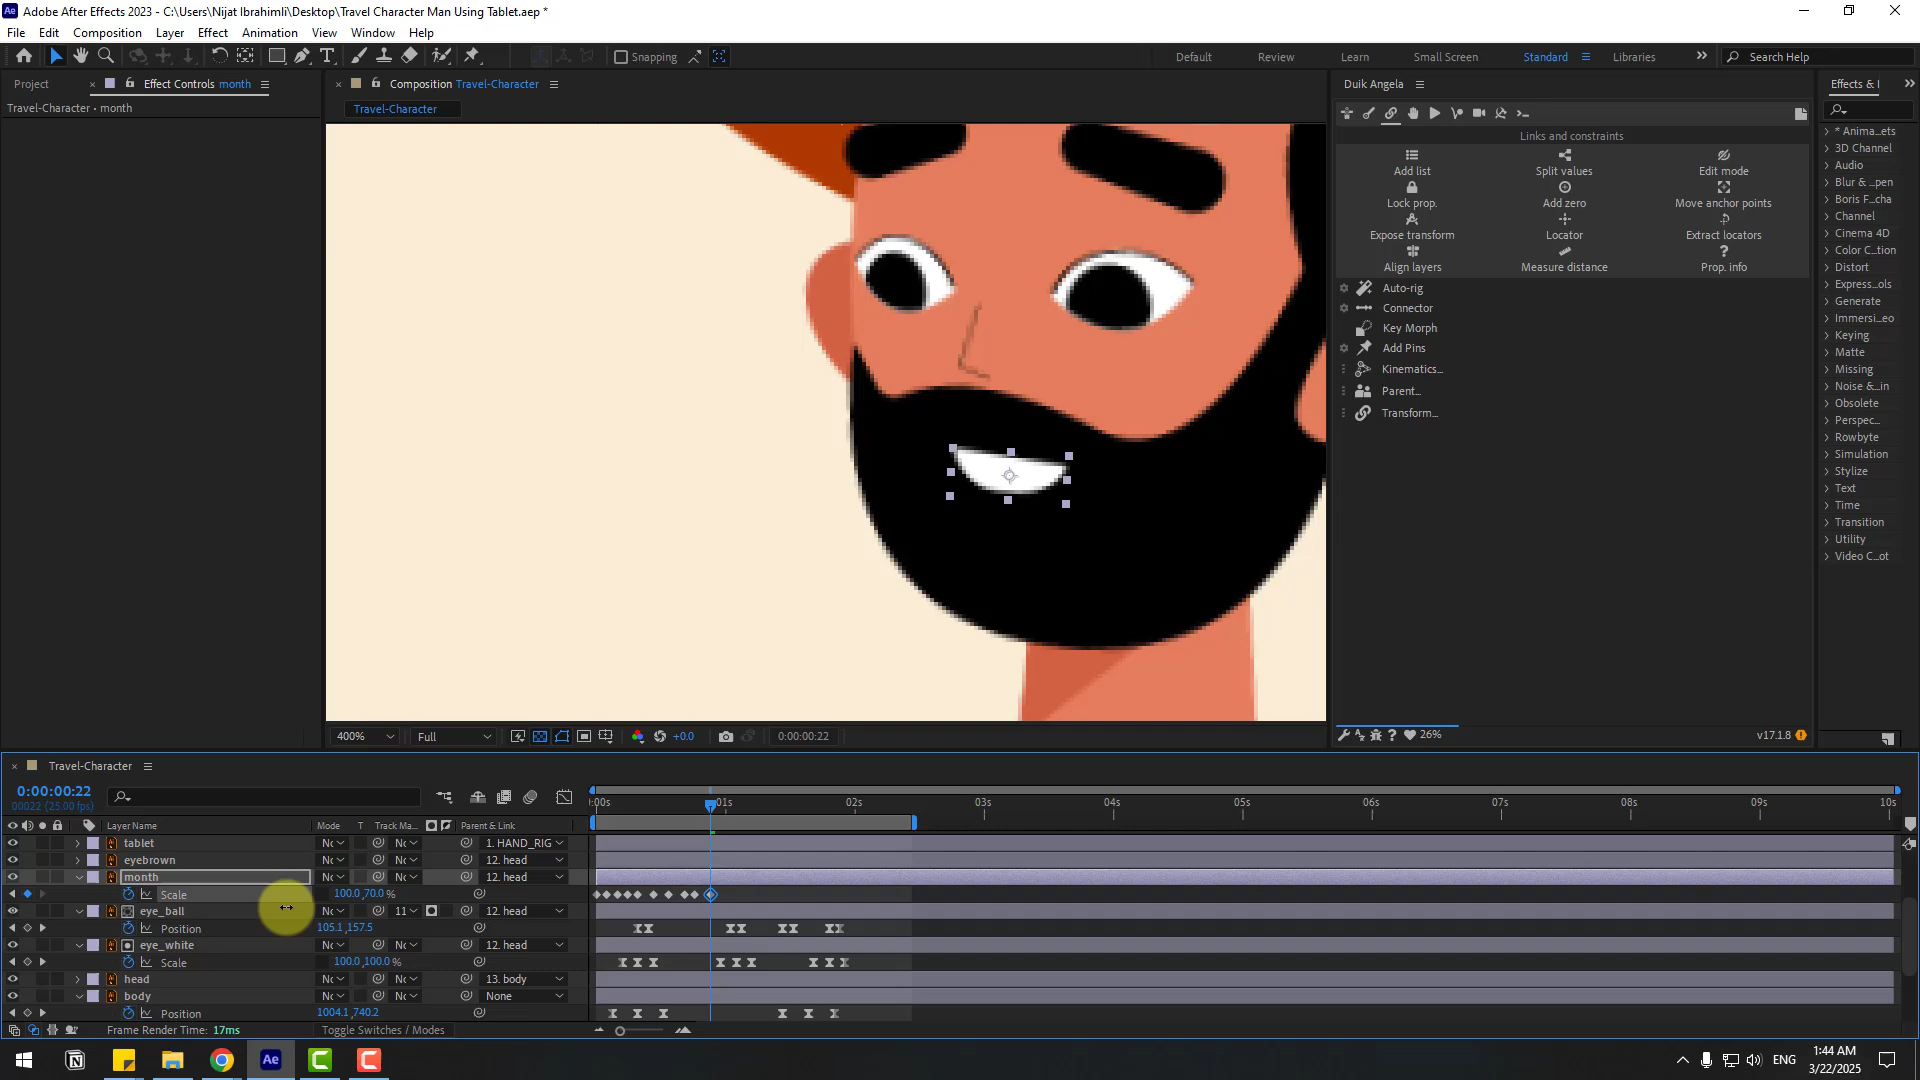 Adobe After Effects 2023 - C:\Users\Nijat Ibrahimli\Desktop\Travel Character Man Using Tablet.aep *
File Edit Composition Layer Effect Animation View Window Help
Snapping Default Review Learn Small Screen Standard Libraries Search Help
Project Effect Controls month Composition Travel-Character Duik Angela Effects & I
Travel-Character • month Travel-Character
Links and constraints
Add list Split values Edit mode
Lock prop. Add zero Move anchor points
Expose transform Locator Extract locators
Align layers Measure distance Prop. info
Auto-rig
Connector
Key Morph
Add Pins
Kinematics...
Parent...
Transform...
* Anima...ets
3D Channel
Audio
Blur & ...pen
Boris F...cha
Channel
Cinema 4D
Color C...tion
Distort
Express...ols
Generate
Immersi...eo
Keying
Matte
Missing
Noise &...in
Obsolete
Perspec...
Rowbyte
Simulation
Stylize
Text
Time
Transition
Utility
Video C...ot
400% Full +0.0 0:00:00:22 26% v17.1.8
Travel-Character
0:00:00:22
00022 (25.00 fps)
:00s 01s 02s 03s 04s 05s 06s 07s 08s 09s 10s
Layer Name Mode T Track Ma... Parent & Link
tablet Nc Nc 1. HAND_RIG
eyebrown Nc Nc 12. head
month Nc Nc 12. head
Scale 100.0,70.0 %
eye_ball Nc 11 12. head
Position 105.1,157.5
eye_white Nc Nc 12. head
Scale 100.0,100.0 %
head Nc Nc 13. body
body Nc Nc None
Position 1004.1,740.2
Frame Render Time: 17ms Toggle Switches / Modes
ENG 1:44 AM
3/22/2025